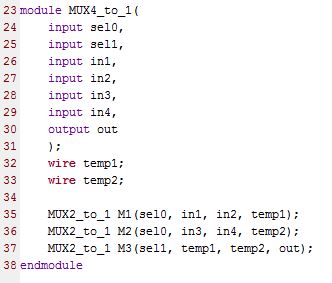 23 module MUX4_to_1(
24     input sel0,
25     input sel1,
26     input in1,
27     input in2,
28     input in3,
29     input in4,
30     output out
31     );
32     wire temp1;
33     wire temp2;
34
35     MUX2_to_1 M1(sel0, in1, in2, temp1);
36     MUX2_to_1 M2(sel0, in3, in4, temp2);
37     MUX2_to_1 M3(sel1, temp1, temp2, out);
38 endmodule